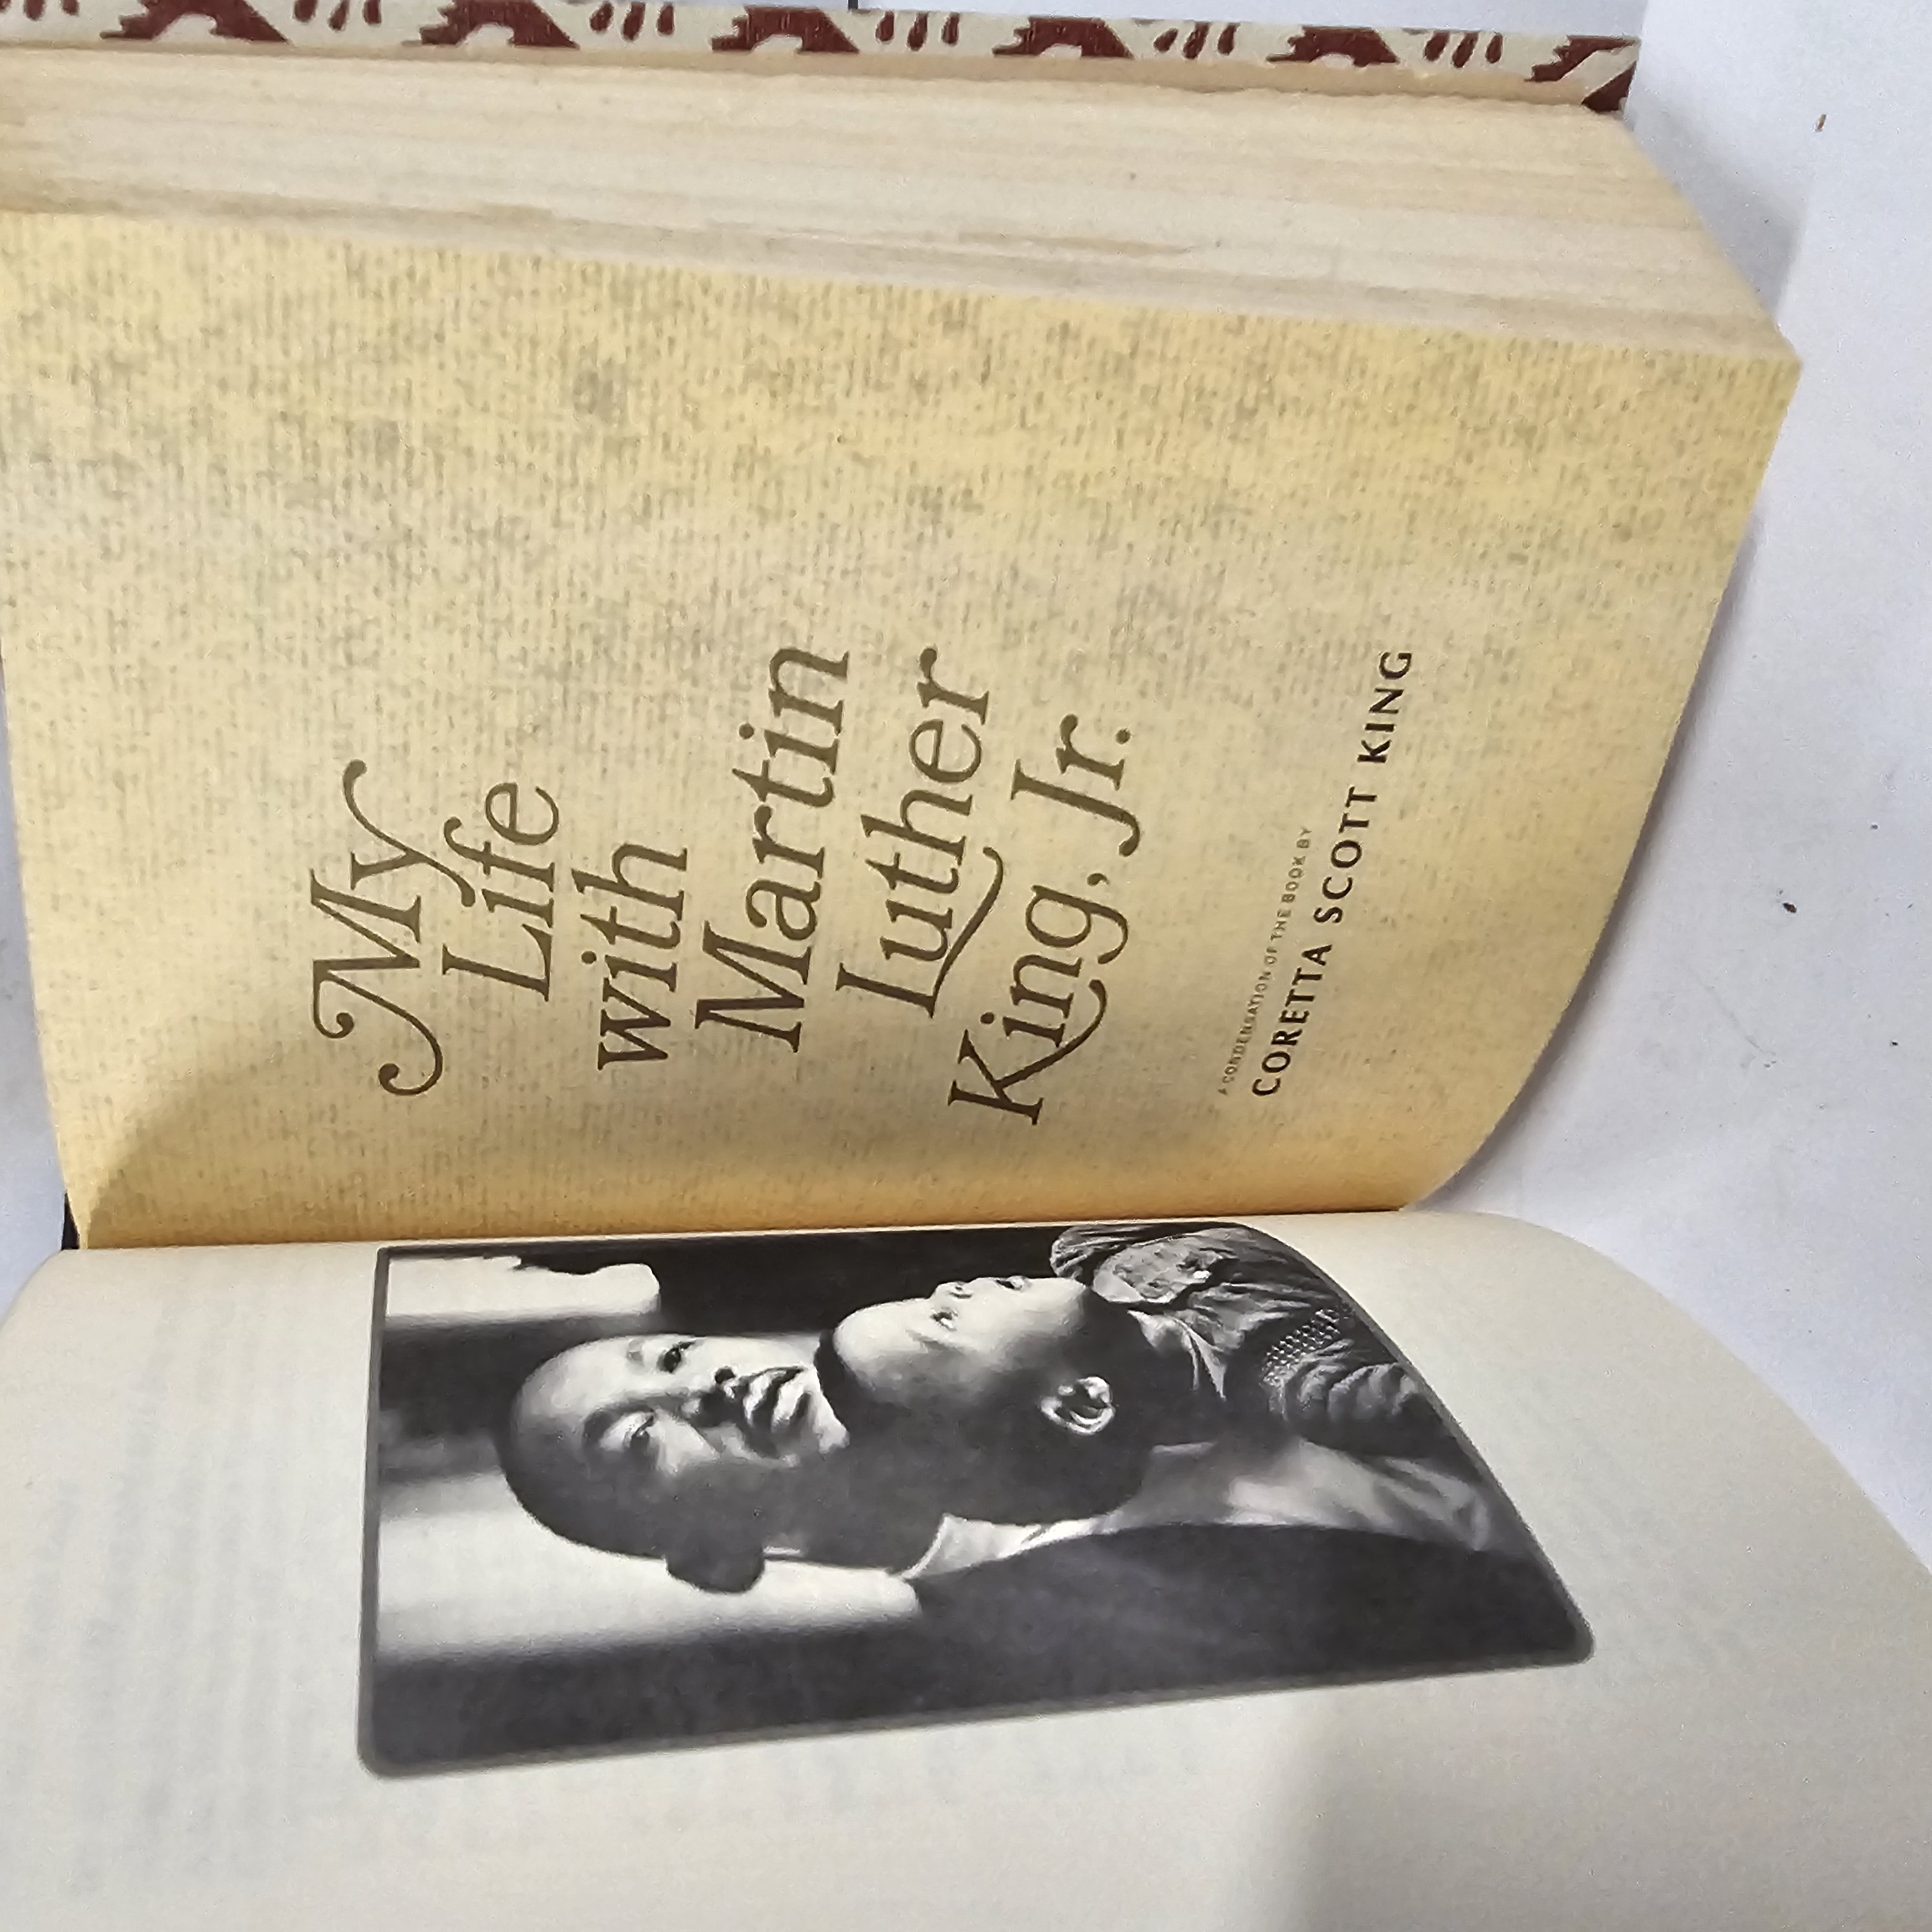 My
Life
with
Martin
Luther
King, Jr.
A CONDENSATION OF THE BOOK BY
CORETTA SCOTT KING